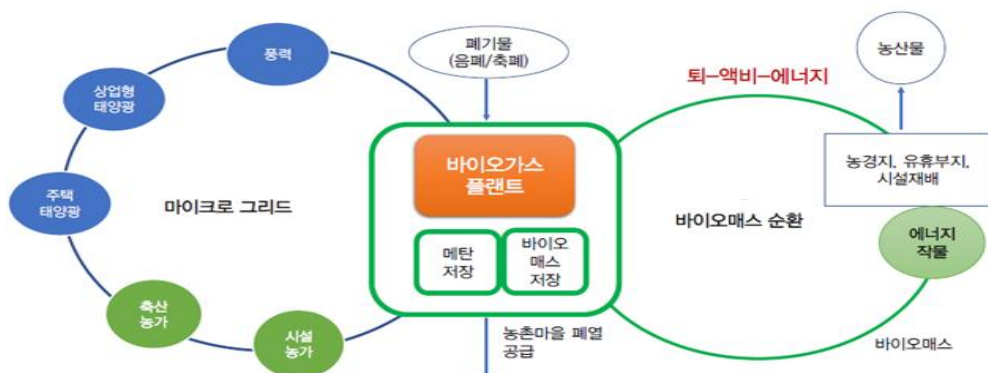 풍력
상업형
태양광
주택
태양광
축산
농가
시설
농가
마이크로 그리드
폐기물
(음폐/축폐)
바이오가스
플랜트
메탄
저장
바이오
매스
저장
농촌마을 폐열
공급
퇴-액비-에너지
바이오매스 순환
농산물
농경지, 유휴부지,
시설재배
에너지
작물
바이오매스